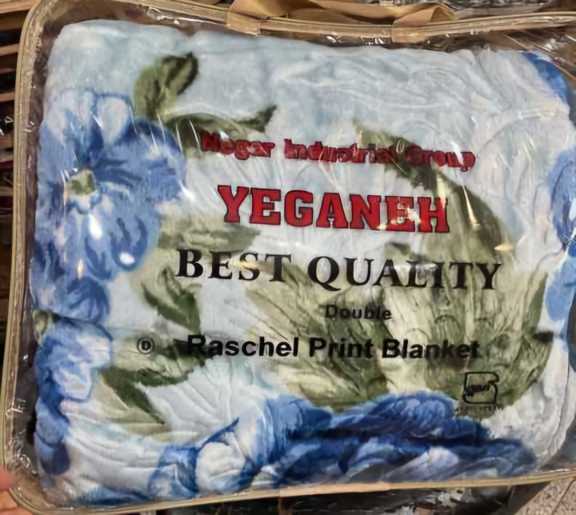 Negar Industrial Group
YEGANEH
BEST QUALITY
Double
D Raschel Print Blanket